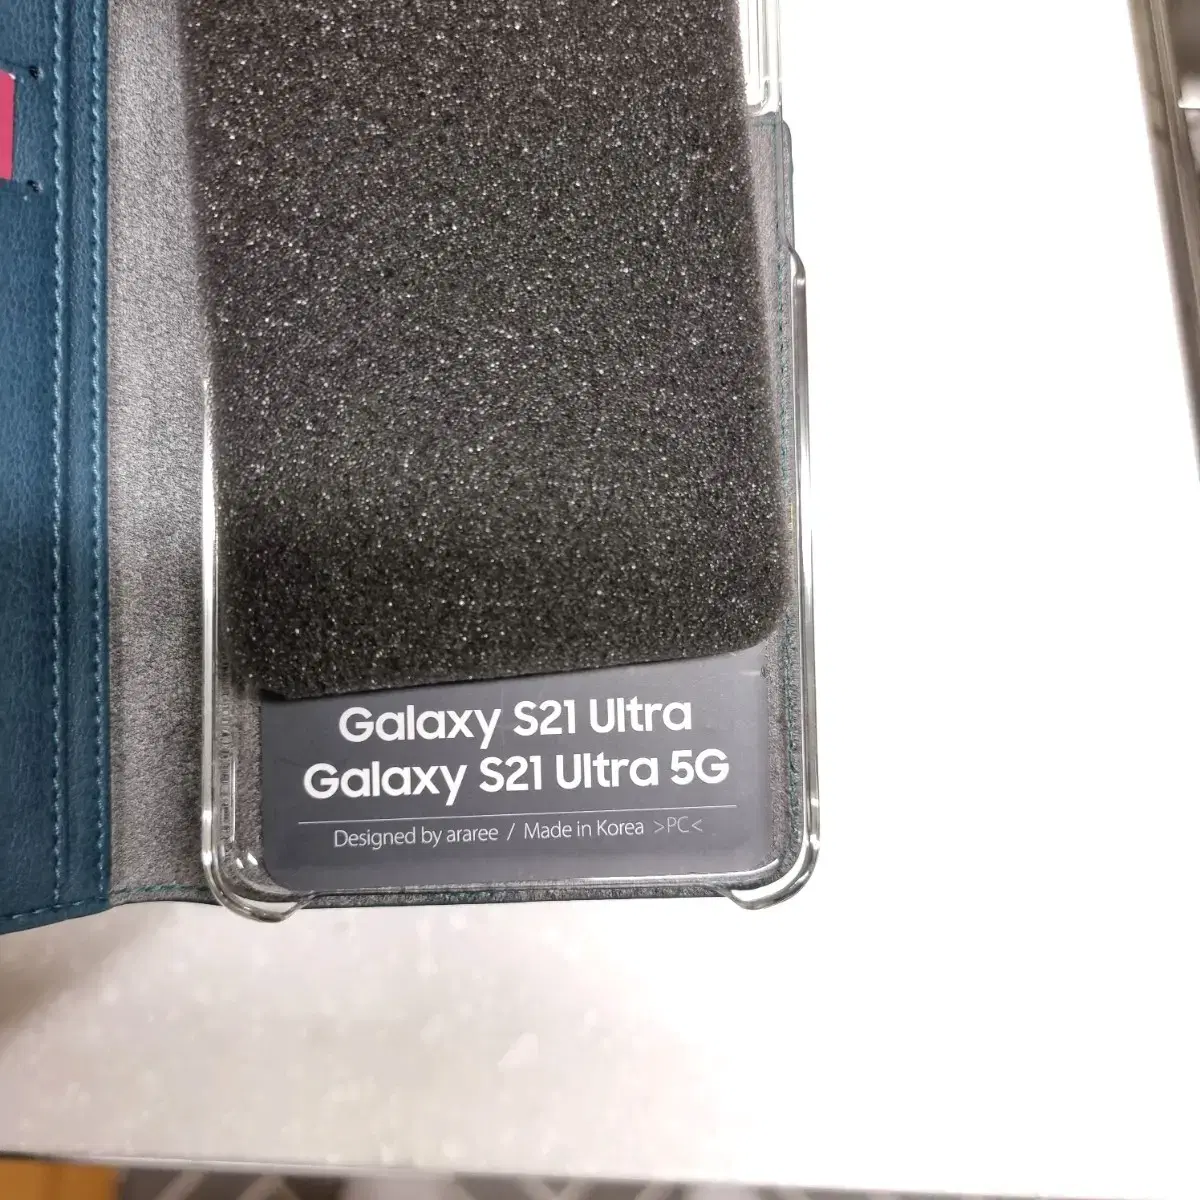 Galaxy S21 Ultra
Galaxy S21 Ultra 5G
Designed by araree / Made in Korea >PC<